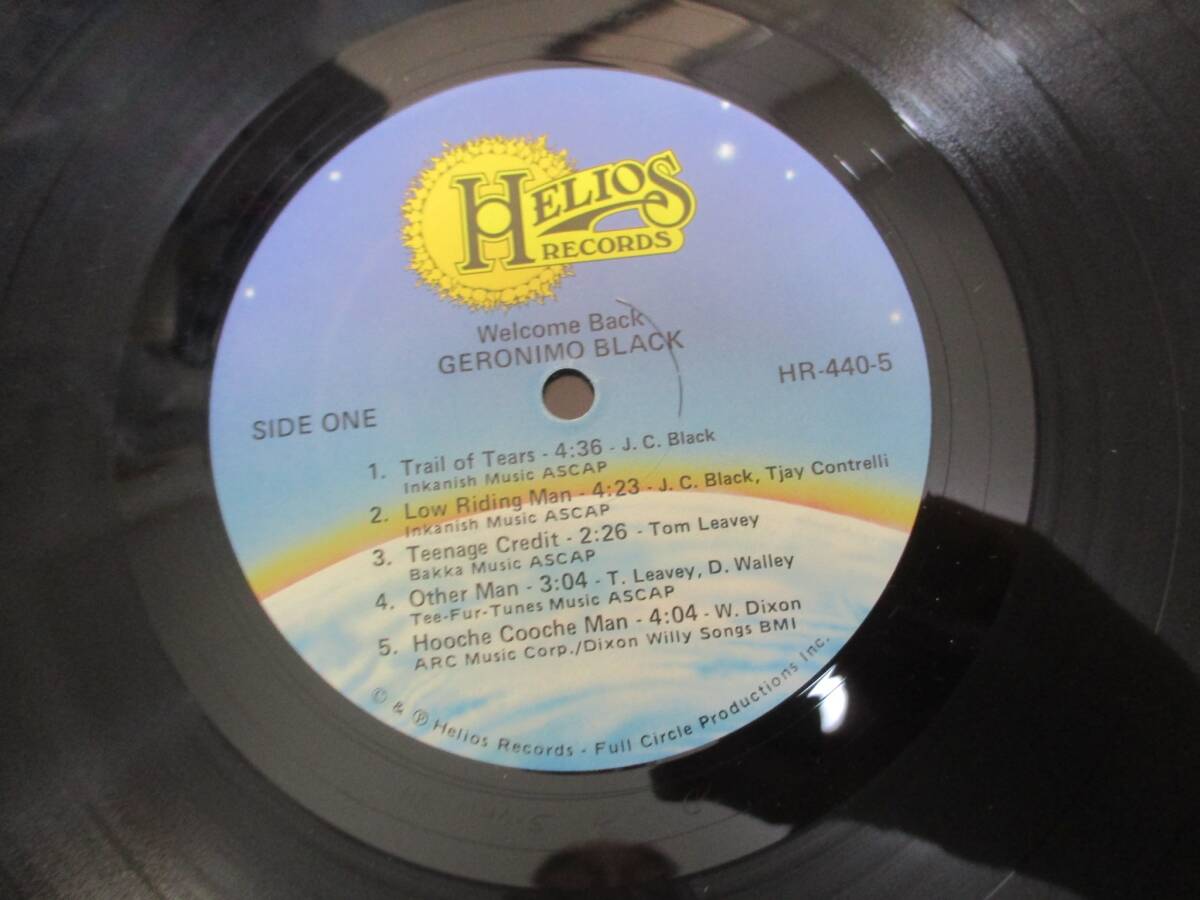 HELIOS
RECORDS
Welcome Back
GERONIMO BLACK
HR-440-5
SIDE ONE
1. Trail of Tears - 4:36 - J. C. Black
Inkanish Music ASCAP
2. Low Riding Man - 4:23 - J. C. Black, Tjay Contrelli
Inkanish Music ASCAP
3. Teenage Credit - 2:26 - Tom Leavey
Bakka Music ASCAP
4. Other Man - 3:04 - T. Leavey, D. Walley
Tee-Fur-Tunes Music ASCAP
5. Hooche Cooche Man - 4:04 - W. Dixon
ARC Music Corp./Dixon Willy Songs BMI
© & ℗ Helios Records - Full Circle Productions Inc.